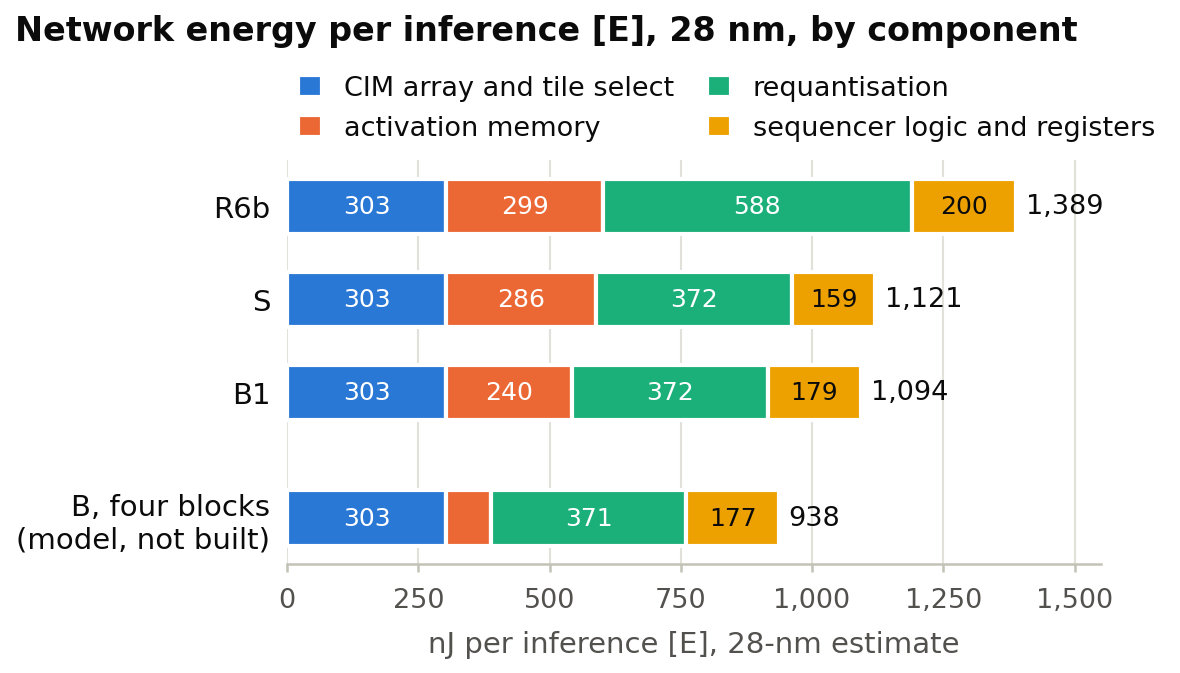 Network energy per inference [E], 28 nm, by component
CIM array and tile select
requantisation
activation memory
sequencer logic and registers
R6b
303
299
588
200
1,389
S
303
286
372
159
1,121
B1
303
240
372
179
1,094
B, four blocks
(model, not built)
303
371
177
938
0
250
500
750
1,000
1,250
1,500
nJ per inference [E], 28-nm estimate